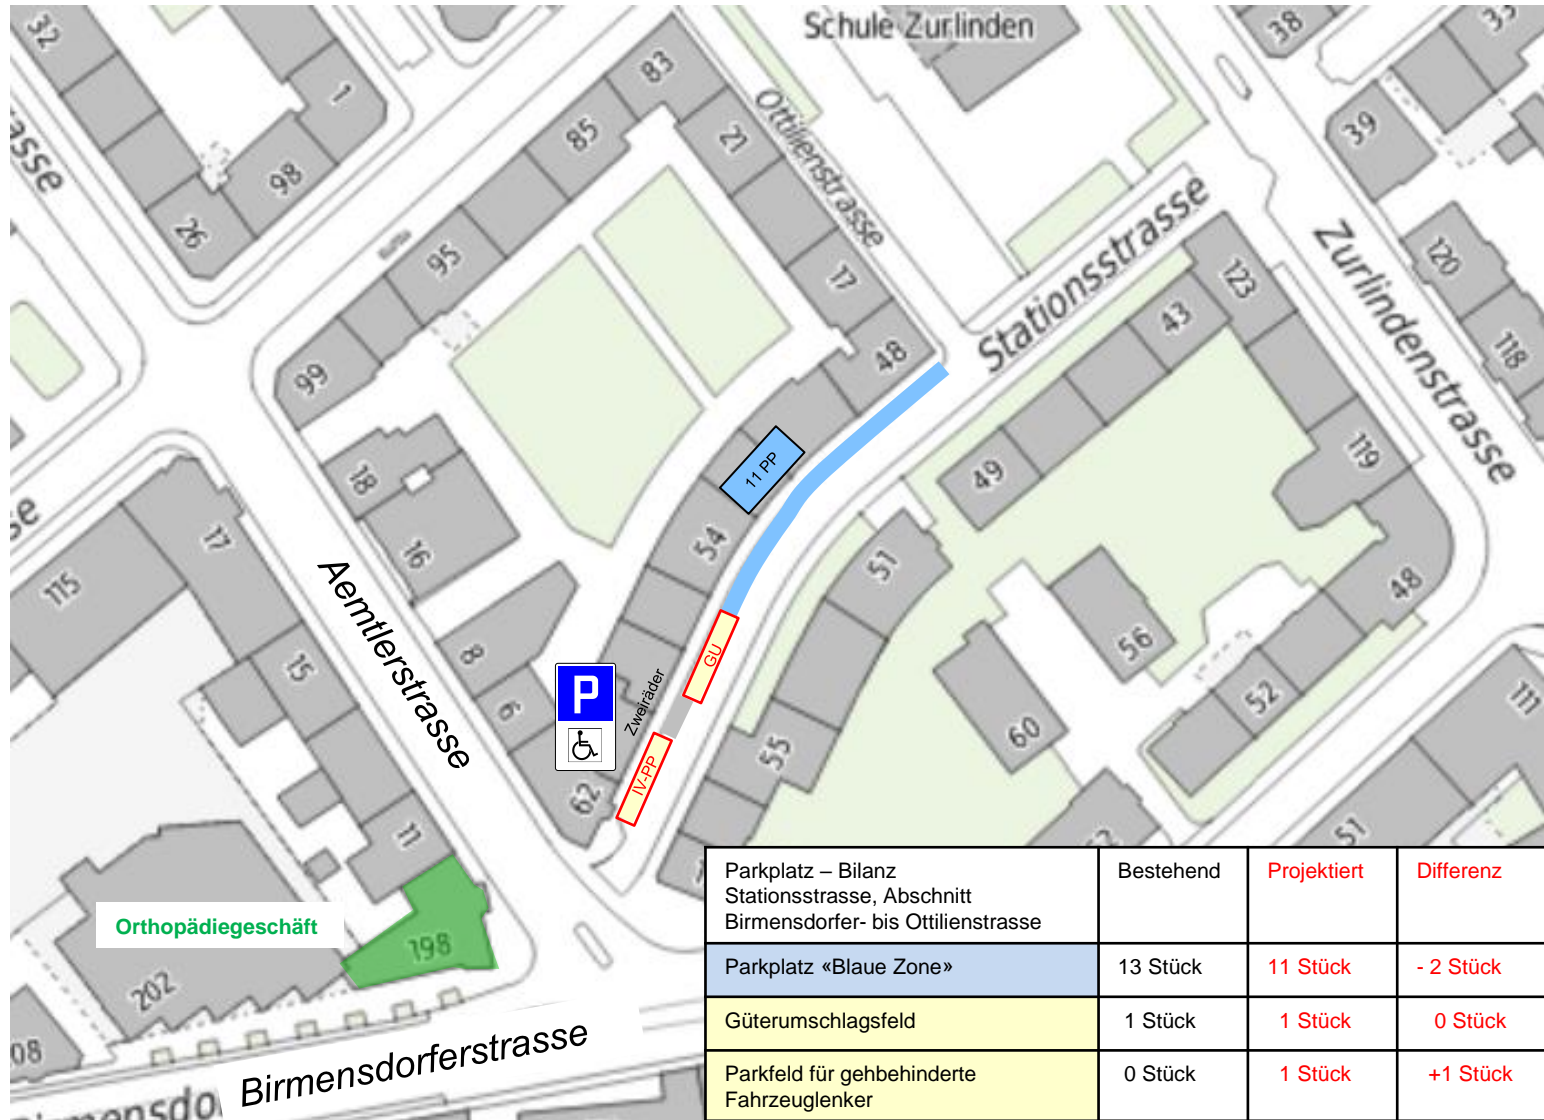 Schule Zurlinden
32
1
98
26
83
85
95
99
21
17
48
Ottilienstrasse
Stationsstrasse
Zurlindenstrasse
38
33
39
120
118
123
43
49
119
48
51
56
52
60
55
111
51
11 PP
54
18
16
8
6
62
GU
Zweiräder
IV-PP
P
Aemtlerstrasse
17
115
15
11
Orthopädiegeschäft
198
202
08
Birmensdorferstrasse
Parkplatz – Bilanz
Stationsstrasse, Abschnitt
Birmensdorfer- bis Ottilienstrasse
Bestehend
Projektiert
Differenz
Parkplatz «Blaue Zone»
13 Stück
11 Stück
- 2 Stück
Güterumschlagsfeld
1 Stück
1 Stück
0 Stück
Parkfeld für gehbehinderte
Fahrzeuglenker
0 Stück
1 Stück
+1 Stück